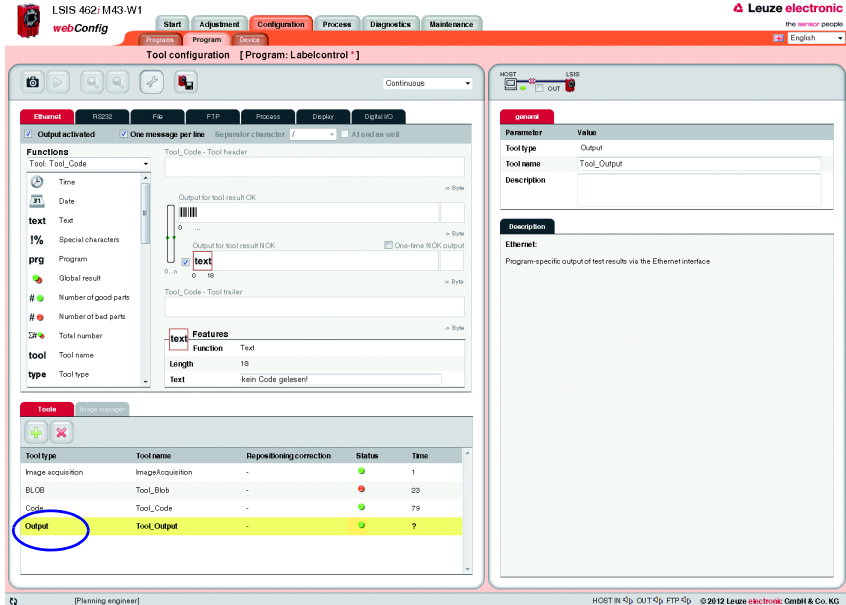 LSIS 462i M43-W1
webConfig
Start Adjustment Configuration Process Diagnostics Maintenance
Leuze electronic
the sensor people
Programs Program Device
English
Tool configuration [ Program: Labelcontrol * ]
Continuous
HOST LSIS
OUT
Ethernet RS232 File FTP Process Display Digital I/O
Output activated One message per line Separator character / At end as well
Functions
Tool: Tool_Code
Time
31 Date
text Text
!% Special characters
prg Program
Global result
# Number of good parts
# Number of bad parts
Σ# Total number
tool Tool name
type Tool type
Tool_Code - Tool header
∞ Byte
Output for tool result OK
0 ...
∞ Byte
Output for tool result NOK One-time NOK output
text
0...n 0 18
∞ Byte
Tool_Code - Tool trailer
∞ Byte
text Features
Function Text
Length 18
Text kein Code gelesen!
general
Parameter Value
Tool type Output
Tool name Tool_Output
Description
Description
Ethernet:
Program-specific output of test results via the Ethernet interface
Tools Image manager
Tool type Tool name Repositioning correction Status Time
Image acquisition ImageAcquisition - 1
BLOB Tool_Blob - 23
Code Tool_Code - 79
Output Tool_Output - ?
[Planning engineer] HOST IN OUT FTP © 2012 Leuze electronic GmbH & Co. KG